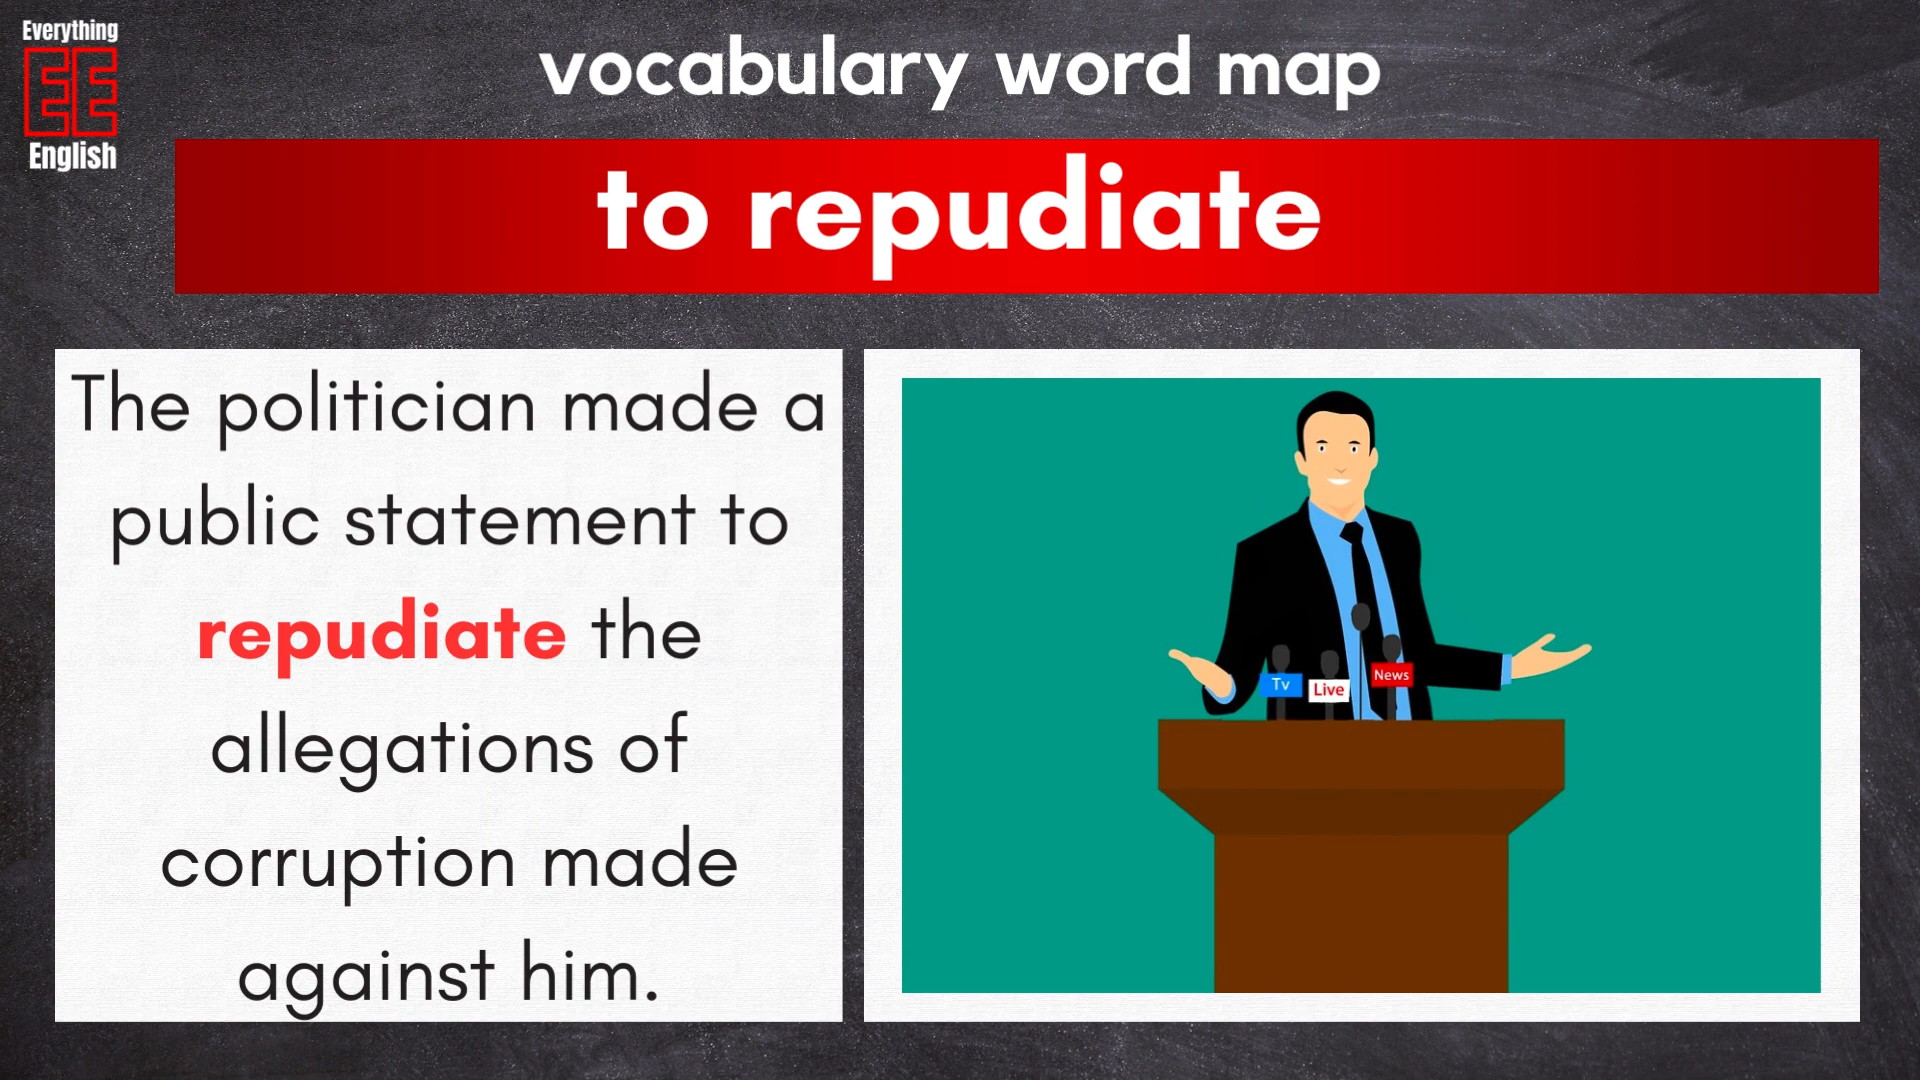 Everything
EE
English
vocabulary word map
to repudiate
The politician made a
public statement to
repudiate the
allegations of
corruption made
against him.
Tv
Live
News